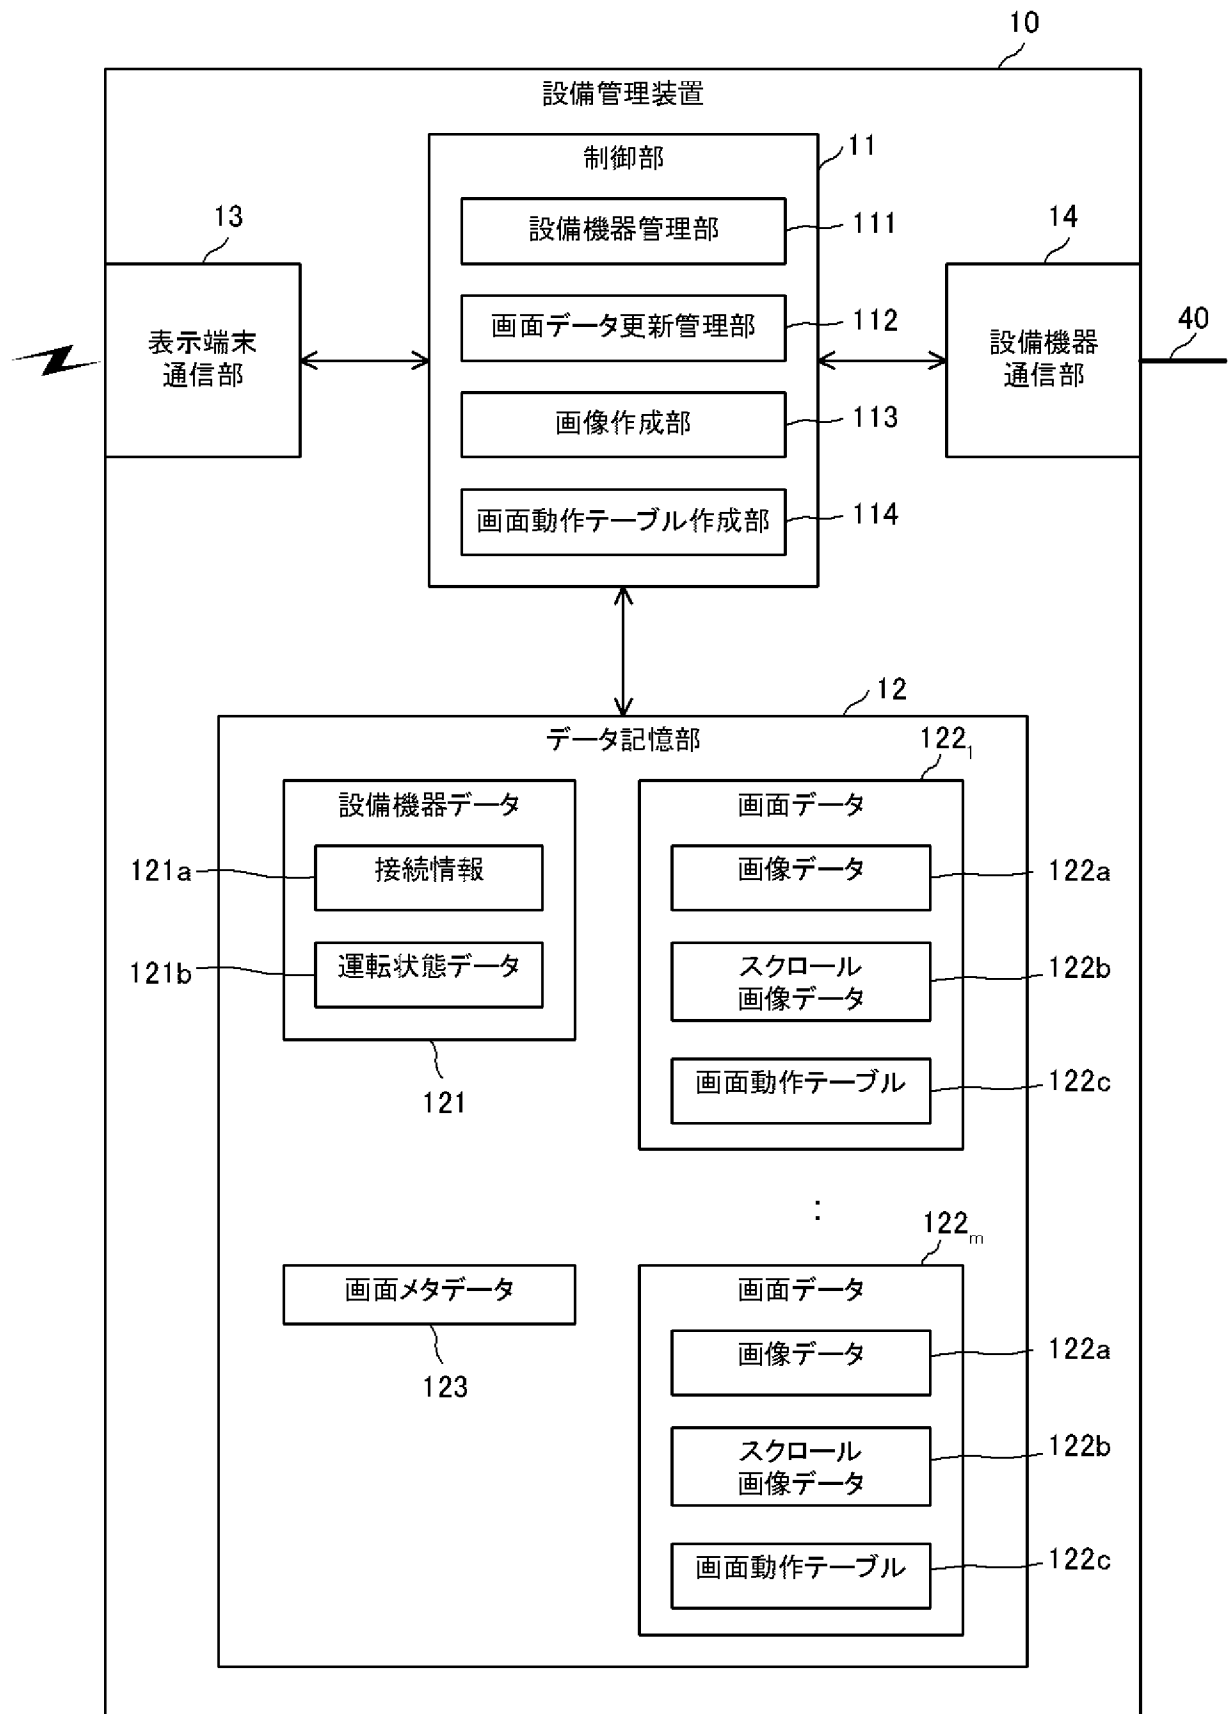 10
設備管理装置
制御部
11
設備機器管理部
111
13
14
画面データ更新管理部
112
40
表示端末
通信部
設備機器
通信部
画像作成部
113
画面動作テーブル作成部
114
12
データ記憶部
122₁
設備機器データ
画面データ
121a
接続情報
画像データ
122a
121b
運転状態データ
スクロール
画像データ
122b
121
画面動作テーブル
122c
:
122ₘ
画面メタデータ
123
画面データ
画像データ
122a
スクロール
画像データ
122b
画面動作テーブル
122c